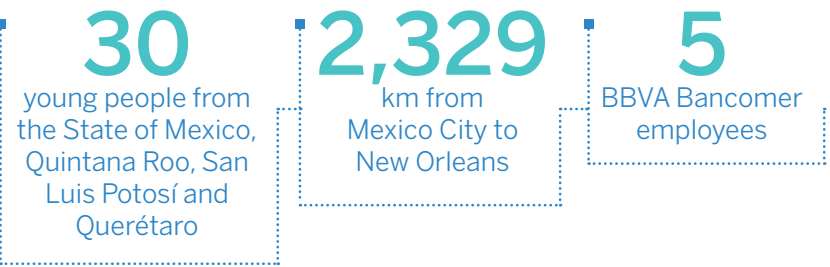 30
young people from
the State of Mexico,
Quintana Roo, San
Luis Potosí and
Querétaro
2,329
km from
Mexico City to
New Orleans
5
BBVA Bancomer
employees